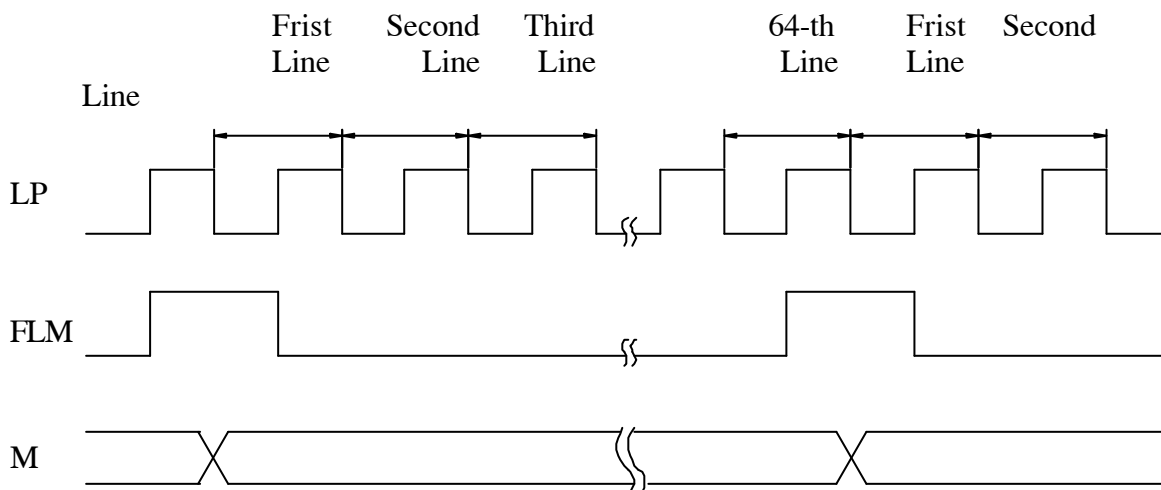 Frist Second Third 64-th Frist Second
Line Line Line Line Line
Line
LP
FLM
M